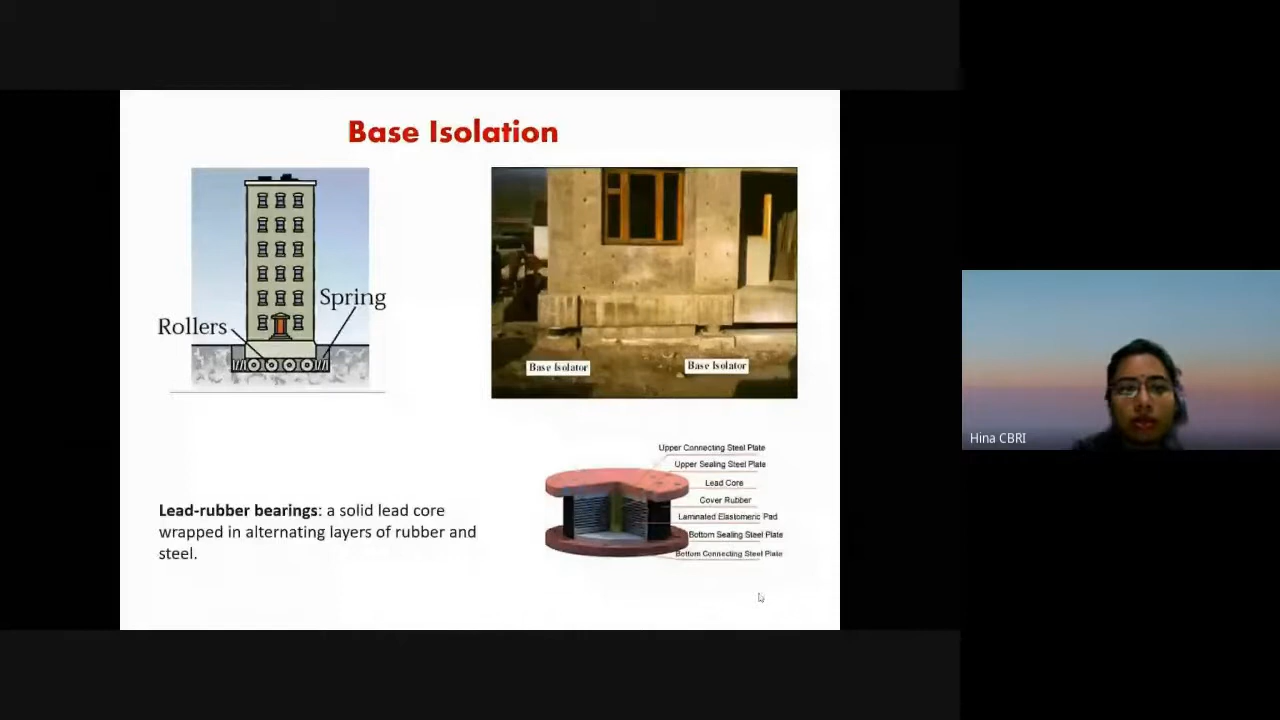 Base Isolation
Spring
Rollers
Base Isolator
Base Isolator
Upper Connecting Steel Plate
Upper Sealing Steel Plate
Lead Core
Cover Rubber
Laminated Elastomeric Pad
Bottom Sealing Steel Plate
Bottom Connecting Steel Plate
Lead-rubber bearings: a solid lead core
wrapped in alternating layers of rubber and
steel.
Hina CBRI